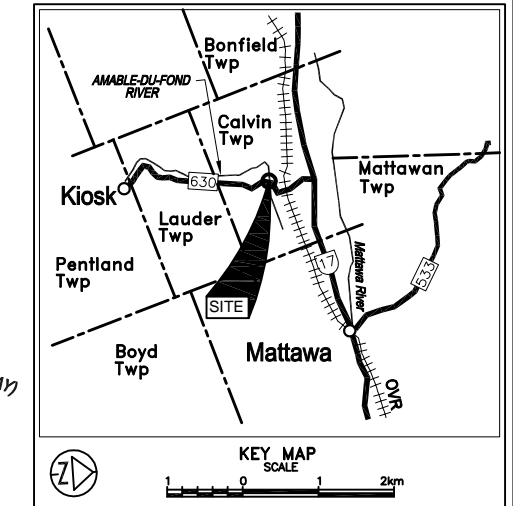 Bonfield
Twp
AMABLE-DU-FOND
RIVER
Calvin
Twp
Mattawan
Twp
630
Kiosk
Lauder
Twp
Mattawa River
17
533
Pentland
Twp
SITE
Boyd
Twp
Mattawa
OVR
Z
KEY MAP
SCALE
1 0 1 2km